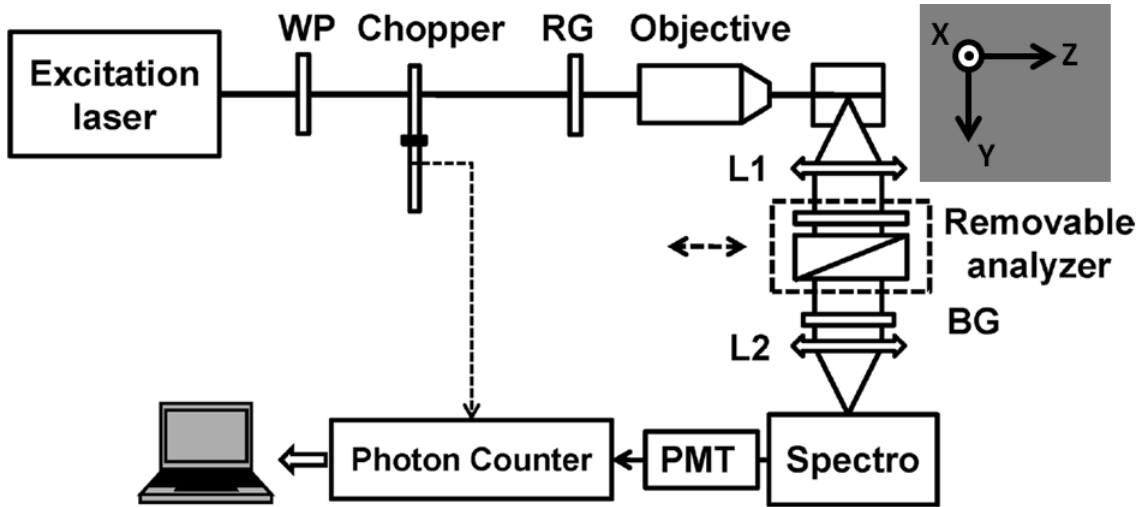 WP Chopper RG Objective
Excitation
laser
X
Z
Y
L1
Removable
analyzer
BG
L2
Photon Counter
PMT
Spectro